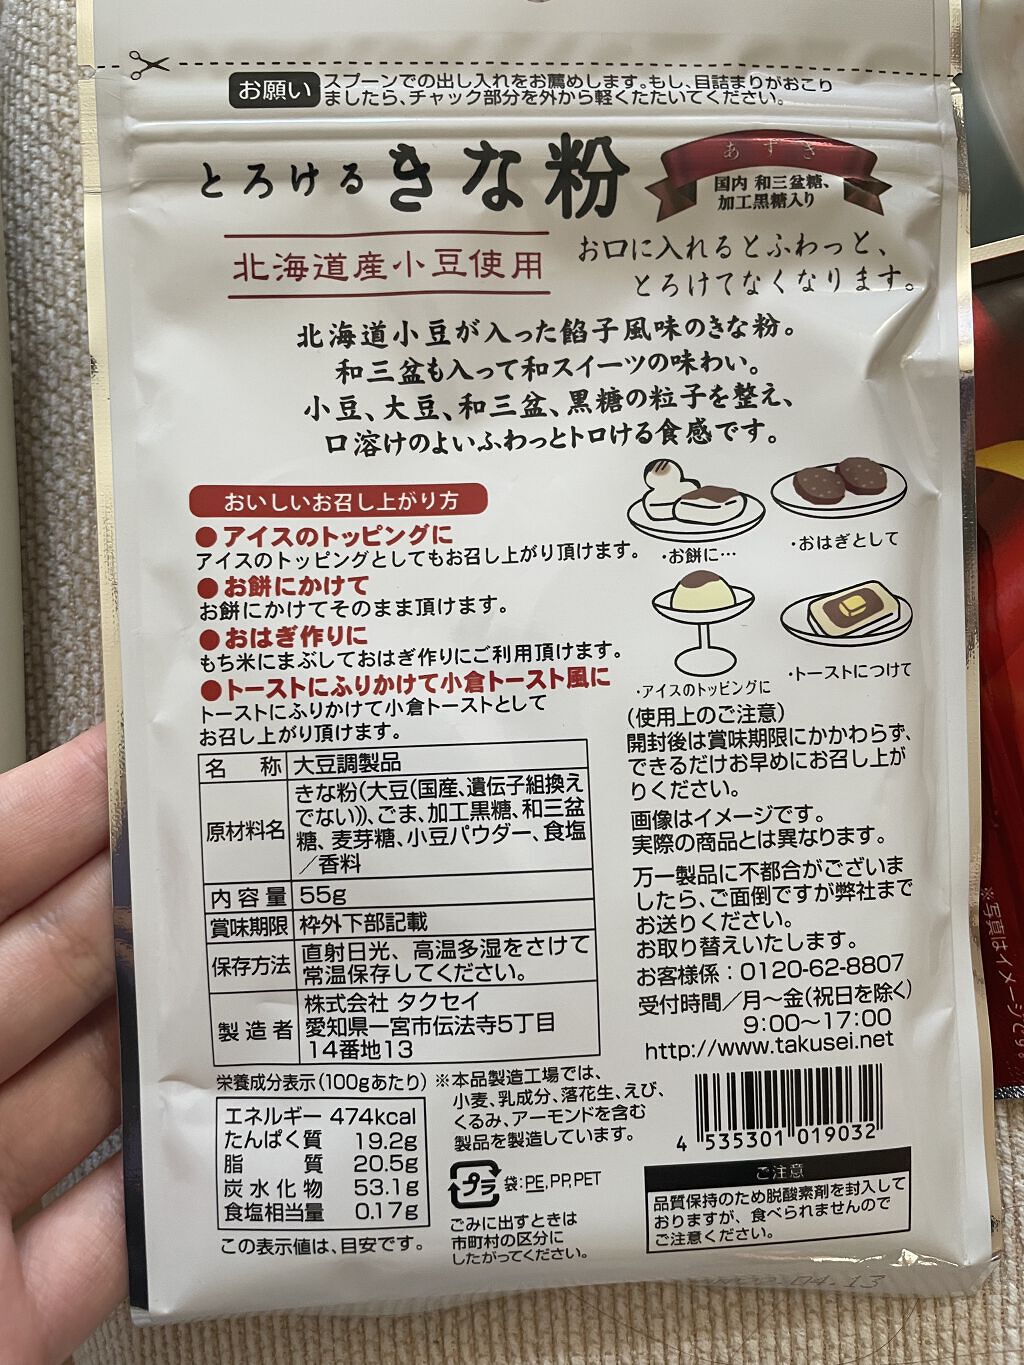 お願い スプーンでの出し入れをお薦めします。もし、目詰まりがおこり
ましたら、チャック部分を外から軽くたたいてください。
とろけるきな粉
あずき
国内 和三盆糖、
加工黒糖入り
北海道産小豆使用
お口に入れるとふわっと、
とろけてなくなります。
北海道小豆が入った餡子風味のきな粉。
和三盆も入って和スイーツの味わい。
小豆、大豆、和三盆、黒糖の粒子を整え、
口溶けのよいふわっとトロける食感です。
おいしいお召し上がり方
●アイスのトッピングに
アイスのトッピングとしてもお召し上がり頂けます。
●お餅にかけて
お餅にかけてそのまま頂けます。
●おはぎ作りに
もち米にまぶしておはぎ作りにご利用頂けます。
●トーストにふりかけて小倉トースト風に
トーストにふりかけて小倉トーストとして
お召し上がり頂けます。
・お餅に…
・おはぎとして
・アイスのトッピングに
・トーストにつけて
名称 大豆調製品
原材料名 きな粉(大豆(国産、遺伝子組換え
でない))、ごま、加工黒糖、和三盆
糖、麦芽糖、小豆パウダー、食塩
/香料
内容量 55g
賞味期限 枠外下部記載
保存方法 直射日光、高温多湿をさけて
常温保存してください。
製造者 株式会社 タクセイ
愛知県一宮市伝法寺5丁目
14番地13
(使用上のご注意)
開封後は賞味期限にかかわらず、
できるだけお早めにお召し上が
りください。
画像はイメージです。
実際の商品とは異なります。
万一製品に不都合がございま
したら、ご面倒ですが弊社まで
お送りください。
お取り替えいたします。
お客様係:0120-62-8807
受付時間/月〜金(祝日を除く)
9:00〜17:00
http://www.takusei.net
栄養成分表示(100gあたり)
エネルギー 474kcal
たんぱく質 19.2g
脂質 20.5g
炭水化物 53.1g
食塩相当量 0.17g
この表示値は、目安です。
※本品製造工場では、
小麦、乳成分、落花生、えび、
くるみ、アーモンドを含む
製品を製造しています。
プラ 袋:PE,PP,PET
ごみに出すときは
市町村の区分に
したがってください。
4 535301 019032
ご注意
品質保持のため脱酸素剤を封入して
おりますが、食べられませんので
ご注意ください。
※写真はイメージです。